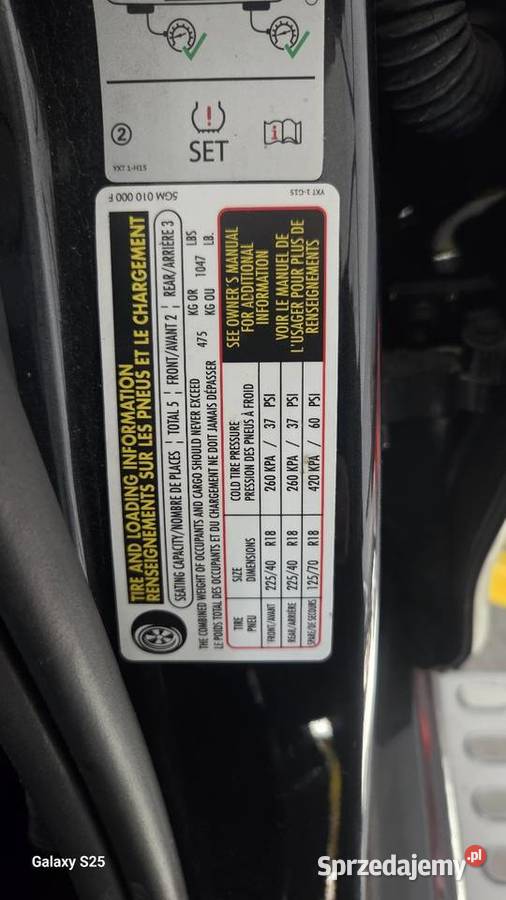 2
SET
YXT 1-H15
5GM 010 000 F
YXT 1-G15
TIRE AND LOADING INFORMATION
RENSEIGNEMENTS SUR LES PNEUS ET LE CHARGEMENT
SEATING CAPACITY/NOMBRE DE PLACES | TOTAL 5 | FRONT/AVANT 2 | REAR/ARRIÈRE 3
THE COMBINED WEIGHT OF OCCUPANTS AND CARGO SHOULD NEVER EXCEED 475 KG OR 1047 LBS
LE POIDS TOTAL DES OCCUPANTS ET DU CHARGEMENT NE DOIT JAMAIS DÉPASSER KG OU LB.
TIRE SIZE COLD TIRE PRESSURE
PNEU DIMENSIONS PRESSION DES PNEUS À FROID
FRONT/AVANT 225/40 R18 260 KPA / 37 PSI
REAR/ARRIÈRE 225/40 R18 260 KPA / 37 PSI
SPARE/DE SECOURS 125/70 R18 420 KPA / 60 PSI
SEE OWNER'S MANUAL
FOR ADDITIONAL
INFORMATION
VOIR LE MANUEL DE
L'USAGER POUR PLUS DE
RENSEIGNEMENTS
Galaxy S25
Sprzedajemy.pl